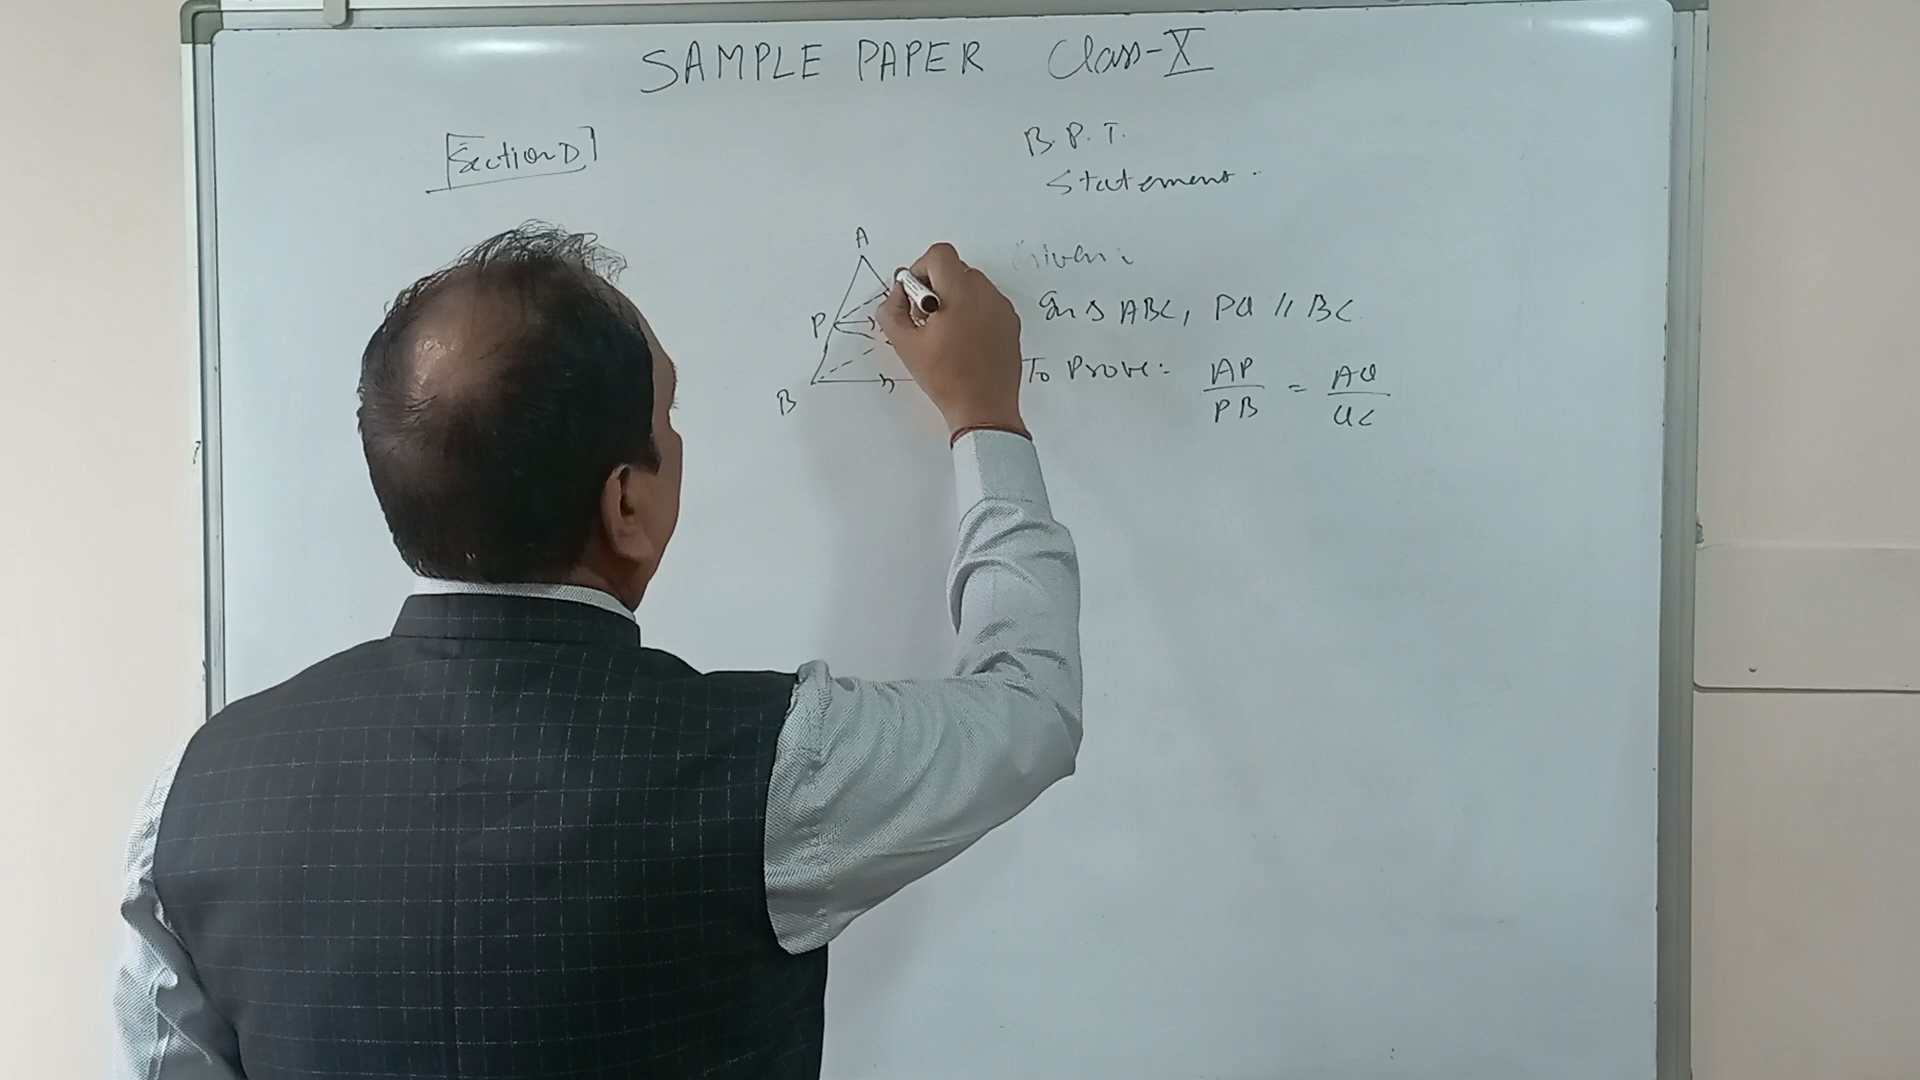 SAMPLE PAPER Class-X
Section D
B.P.T.
Statement.
A
P
B
Given:
In Δ ABC, PQ // BC
To Prove: AP/PB = AQ/QC